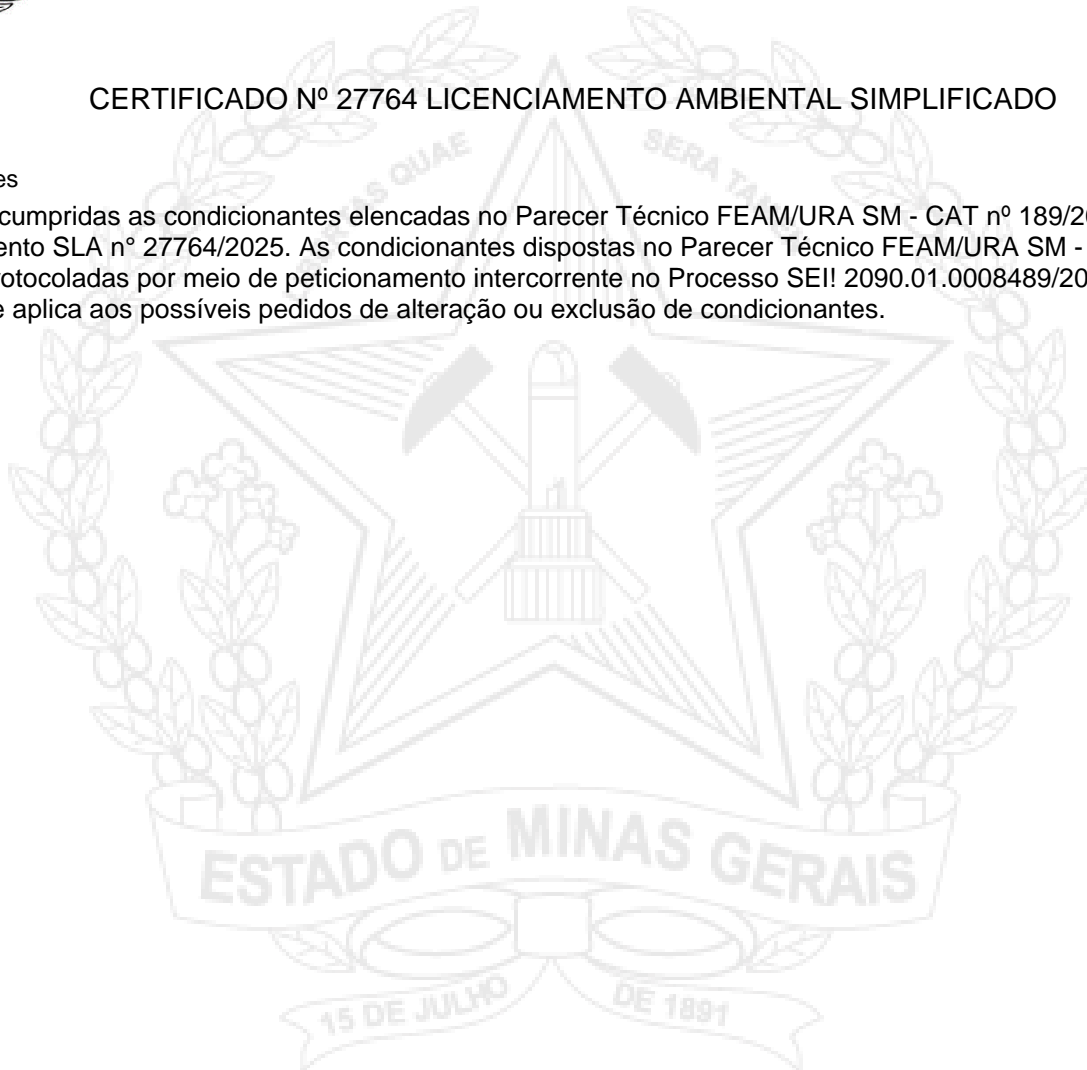 CERTIFICADO Nº 27764 LICENCIAMENTO AMBIENTAL SIMPLIFICADO
es
cumpridas as condicionantes elencadas no Parecer Técnico FEAM/URA SM - CAT nº 189/20
ento SLA n° 27764/2025. As condicionantes dispostas no Parecer Técnico FEAM/URA SM -
otocoladas por meio de peticionamento intercorrente no Processo SEI! 2090.01.0008489/20
e aplica aos possíveis pedidos de alteração ou exclusão de condicionantes.
QUAE SERA
ESTADO DE MINAS GERAIS
15 DE JULHO DE 1891